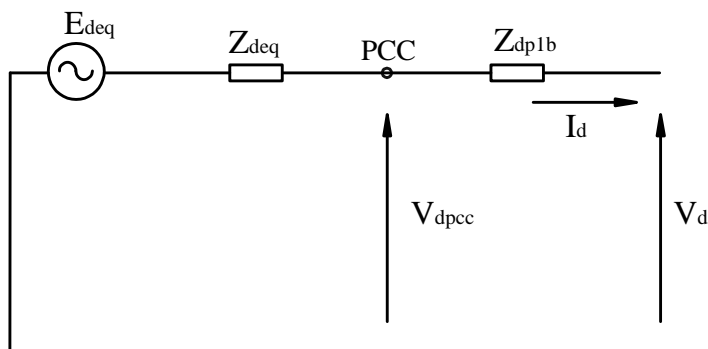 Edeq
Zdeq
PCC
Zdp1b
Id
Vdpcc
Vd